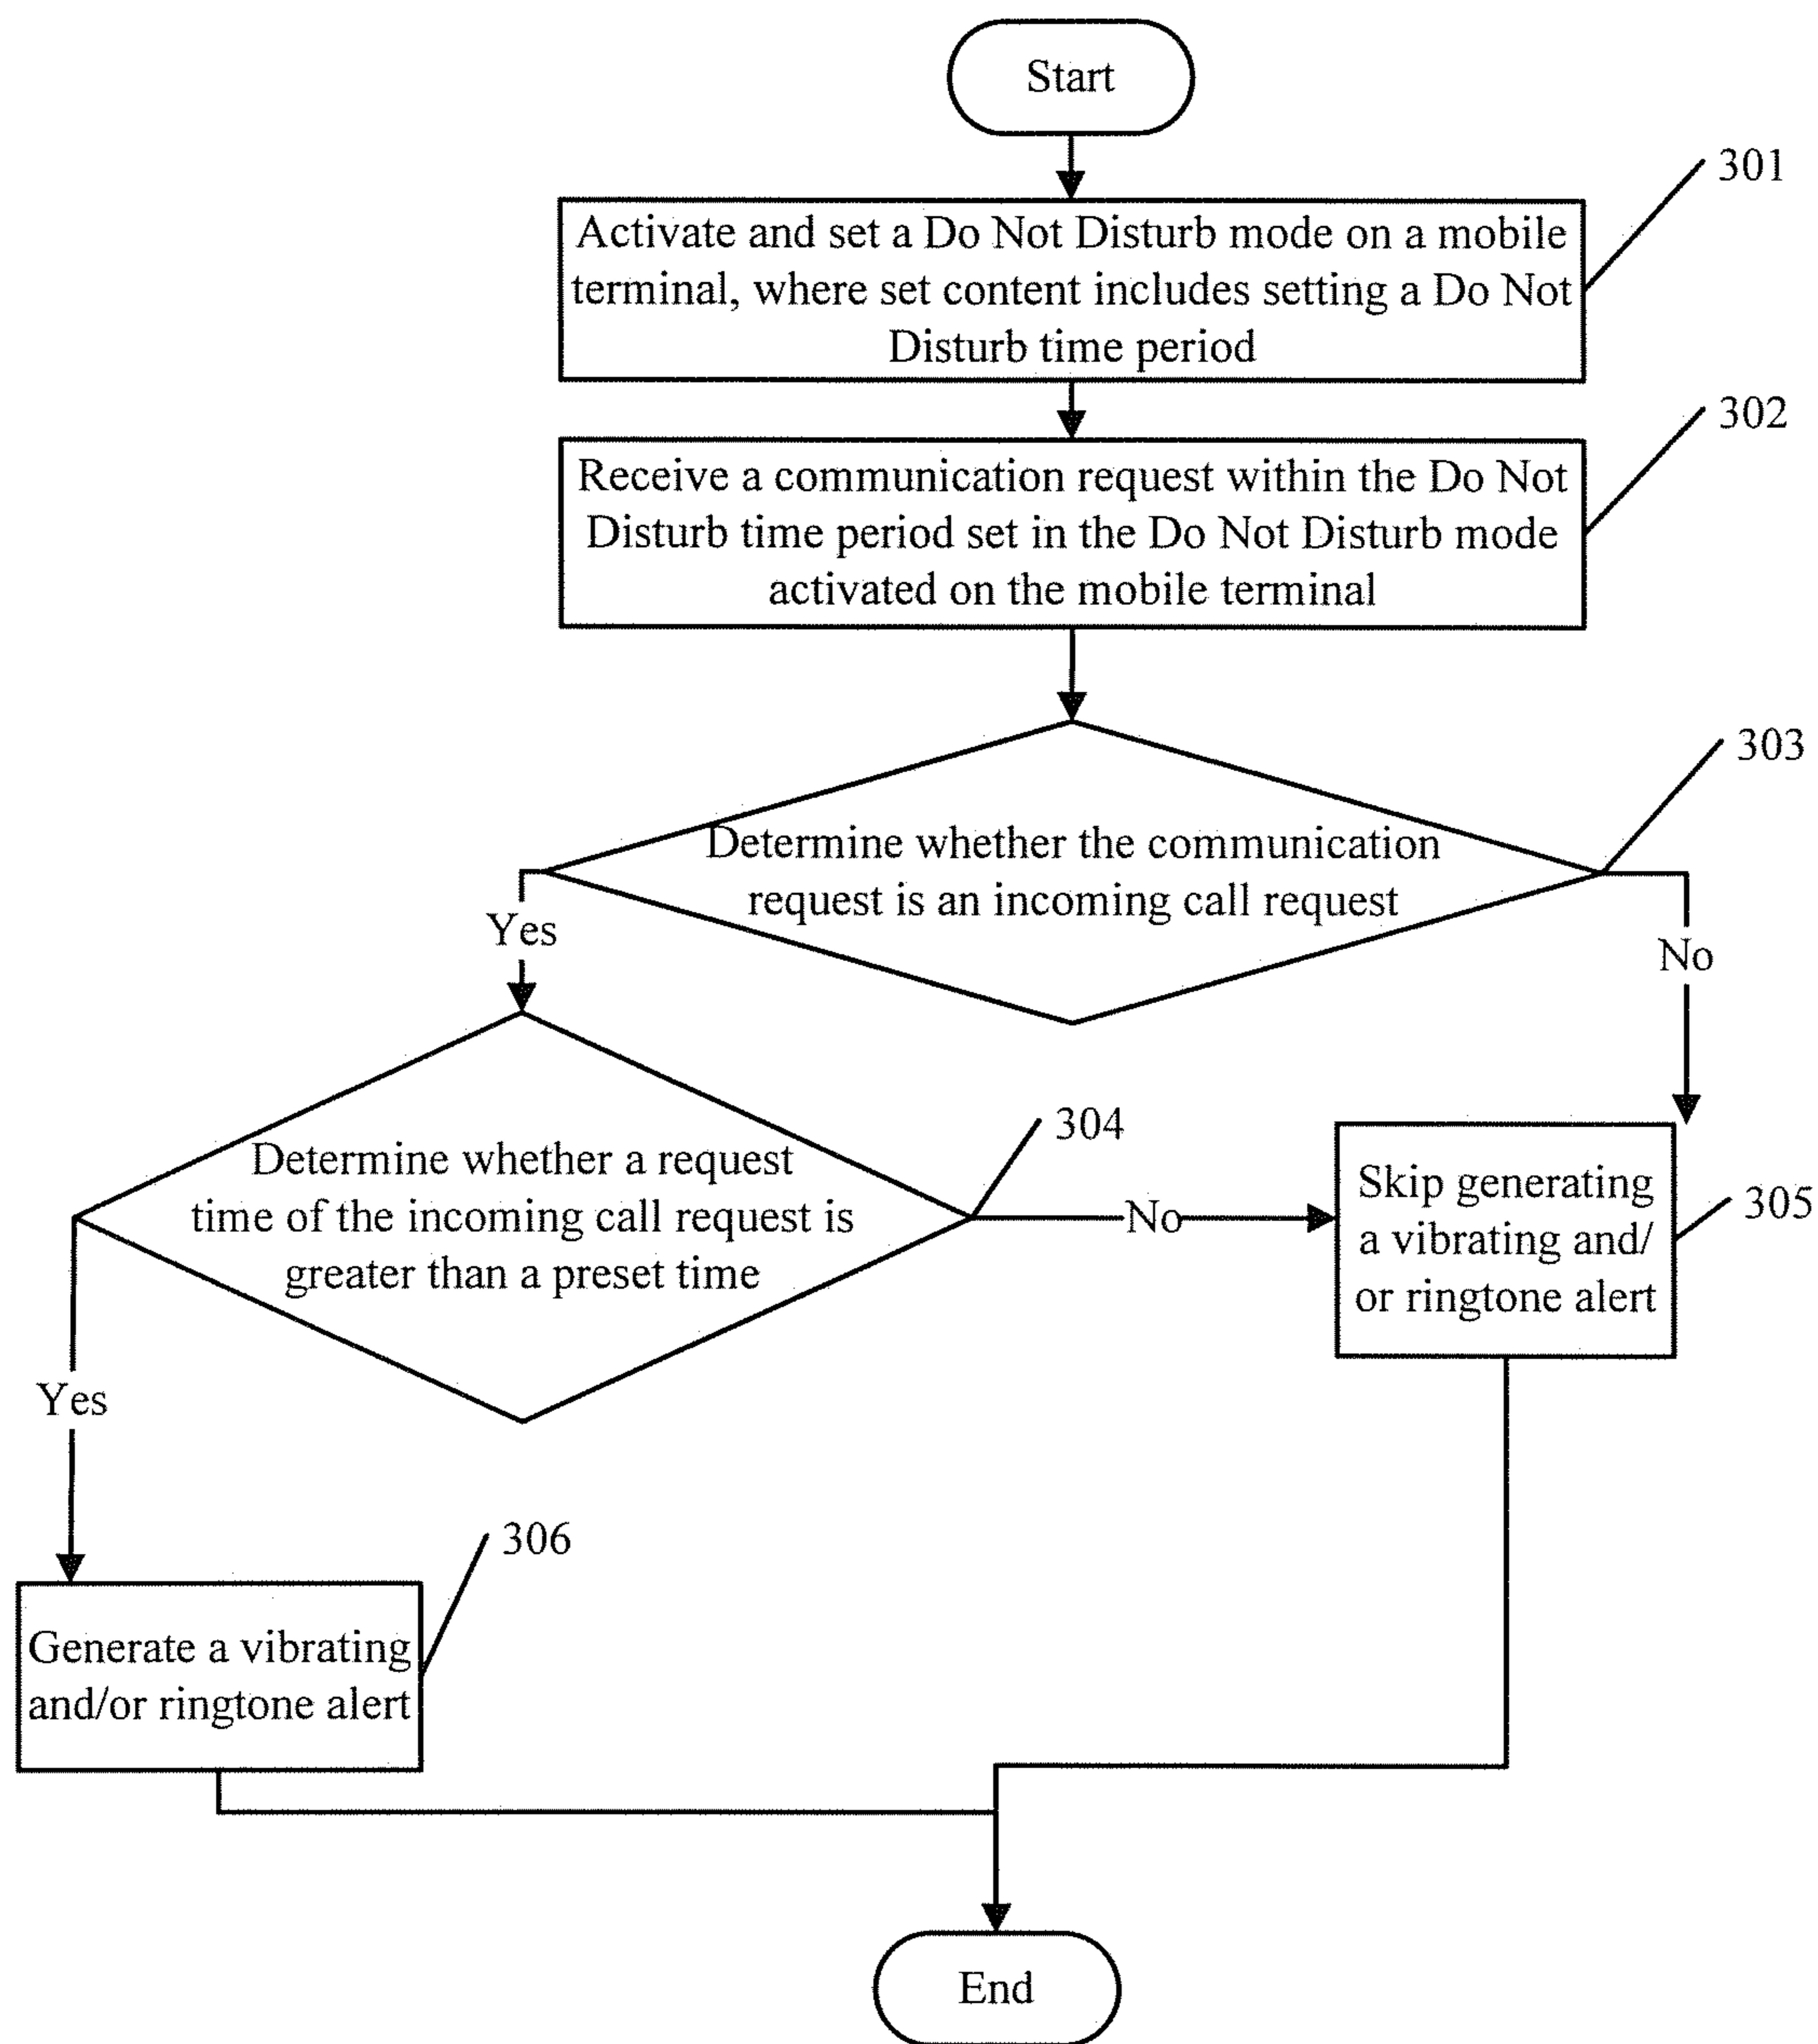 Start
301
Activate and set a Do Not Disturb mode on a mobile
terminal, where set content includes setting a Do Not
Disturb time period
302
Receive a communication request within the Do Not
Disturb time period set in the Do Not Disturb mode
activated on the mobile terminal
303
Determine whether the communication
request is an incoming call request
Yes
No
304
Determine whether a request
time of the incoming call request is
greater than a preset time
No
Skip generating
a vibrating and/
or ringtone alert
305
Yes
306
Generate a vibrating
and/or ringtone alert
End